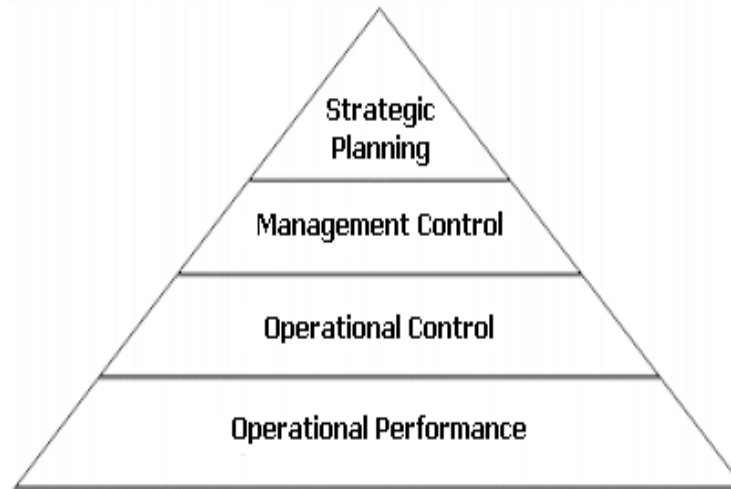 Strategic
Planning
Management Control
Operational Control
Operational Performance